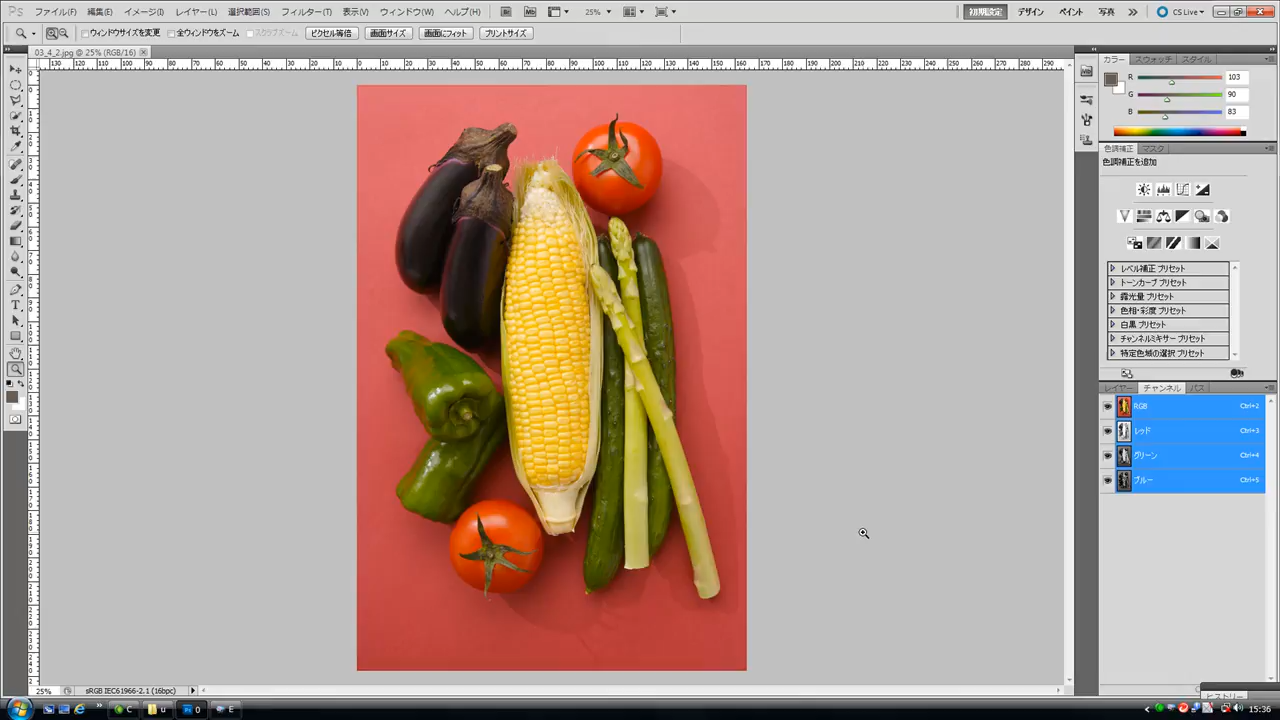 Ps ファイル(F) 編集(E) イメージ(I) レイヤー(L) 選択範囲(S) フィルター(T) 表示(V) ウィンドウ(W) ヘルプ(H) 25% 初期設定 デザイン ペイント 写真 CS Live
ウィンドウサイズを変更 全ウィンドウをズーム スクラブズーム ピクセル等倍 画面サイズ 画面にフィット プリントサイズ
03_4_2.jpg @ 25% (RGB/16)
カラー スウォッチ スタイル
R 103
G 90
B 83
色調補正 マスク
色調補正を追加
レベル補正 プリセット
トーンカーブ プリセット
露光量 プリセット
色相・彩度 プリセット
白黒 プリセット
チャンネルミキサー プリセット
特定色域の選択 プリセット
レイヤー チャンネル パス
RGB Ctrl+2
レッド Ctrl+3
グリーン Ctrl+4
ブルー Ctrl+5
25% sRGB IEC61966-2.1 (16bpc)
ヒストリー
C u Ps 0 E 15:36